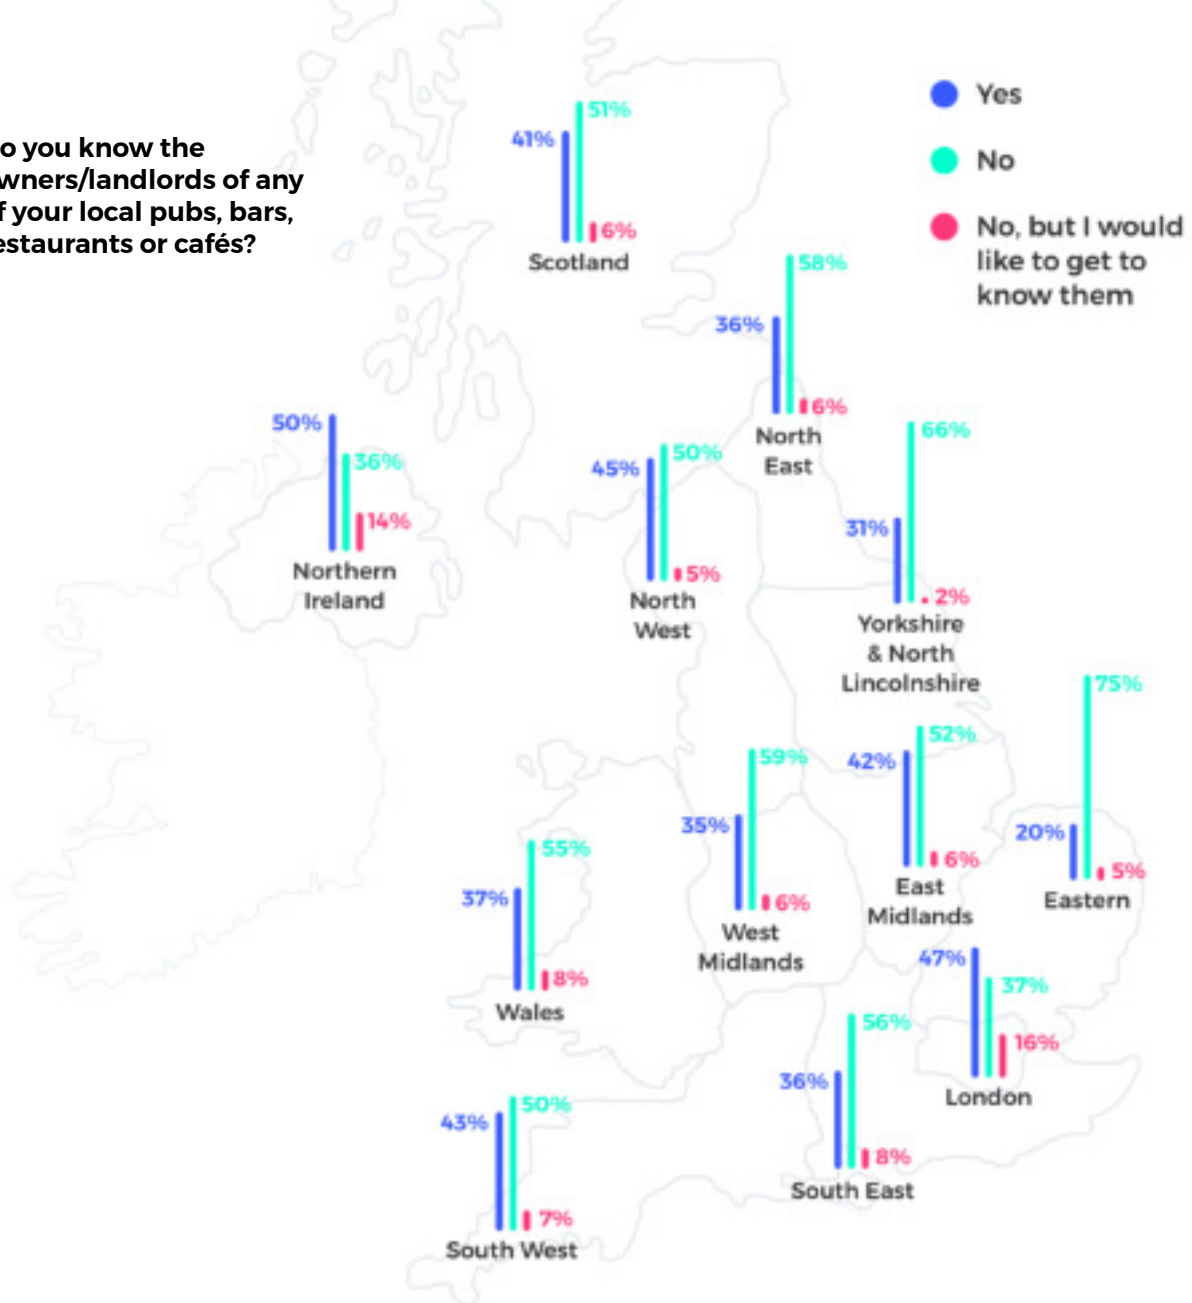 o you know the
wners/landlords of any
f your local pubs, bars,
estaurants or cafés?
Yes
No
No, but I would
like to get to
know them
41%
51%
6%
Scotland
36%
58%
6%
North
East
50%
36%
14%
Northern
Ireland
45%
50%
5%
North
West
31%
66%
2%
Yorkshire
& North
Lincolnshire
37%
55%
8%
Wales
35%
59%
6%
West
Midlands
42%
52%
6%
East
Midlands
20%
75%
5%
Eastern
47%
37%
16%
London
36%
56%
8%
South East
43%
50%
7%
South West